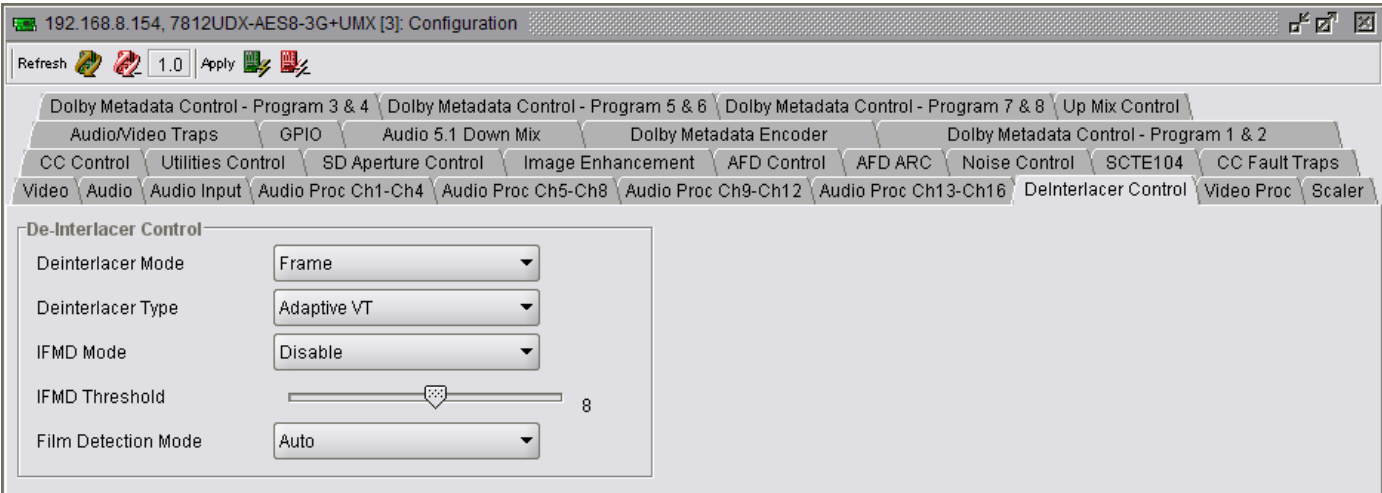 192.168.8.154, 7812UDX-AES8-3G+UMX [3]: Configuration
Refresh 1.0 Apply
Dolby Metadata Control - Program 3 & 4 Dolby Metadata Control - Program 5 & 6 Dolby Metadata Control - Program 7 & 8 Up Mix Control
Audio/Video Traps GPIO Audio 5.1 Down Mix Dolby Metadata Encoder Dolby Metadata Control - Program 1 & 2
CC Control Utilities Control SD Aperture Control Image Enhancement AFD Control AFD ARC Noise Control SCTE104 CC Fault Traps
Video Audio Audio Input Audio Proc Ch1-Ch4 Audio Proc Ch5-Ch8 Audio Proc Ch9-Ch12 Audio Proc Ch13-Ch16 DeInterlacer Control Video Proc Scaler
De-Interlacer Control
Deinterlacer Mode Frame
Deinterlacer Type Adaptive VT
IFMD Mode Disable
IFMD Threshold 8
Film Detection Mode Auto